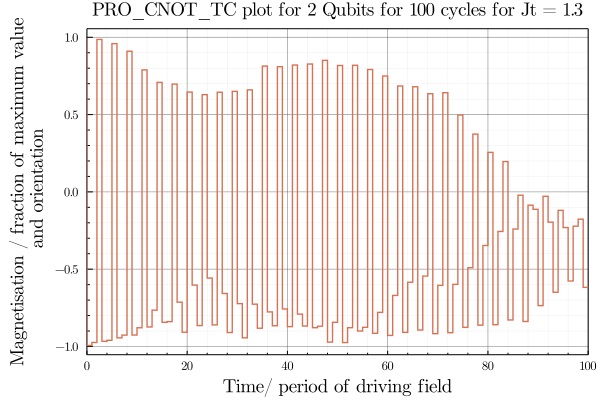 PRO_CNOT_TC plot for 2 Qubits for 100 cycles for Jt = 1.3
Magnetisation / fraction of maximum value
and orientation
1.0
0.5
0.0
−0.5
−1.0
0 20 40 60 80 100
Time/ period of driving field